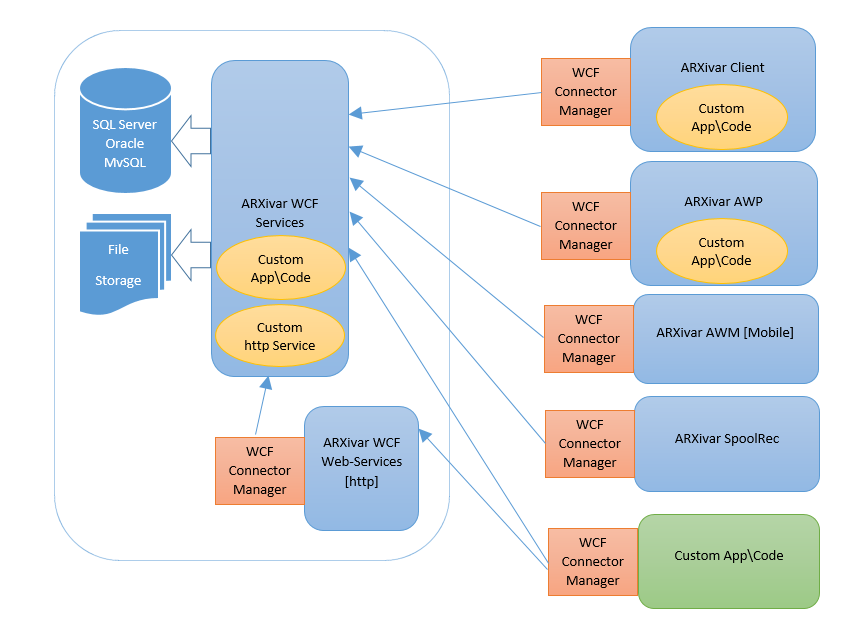 SQL Server
Oracle
MvSQL
File
Storage
ARXivar WCF
Services
Custom
App\Code
Custom
http Service
WCF
Connector
Manager
ARXivar WCF
Web-Services
[http]
WCF
Connector
Manager
ARXivar Client
Custom
App\Code
WCF
Connector
Manager
ARXivar AWP
Custom
App\Code
WCF
Connector
Manager
ARXivar AWM [Mobile]
WCF
Connector
Manager
ARXivar SpoolRec
WCF
Connector
Manager
Custom App\Code